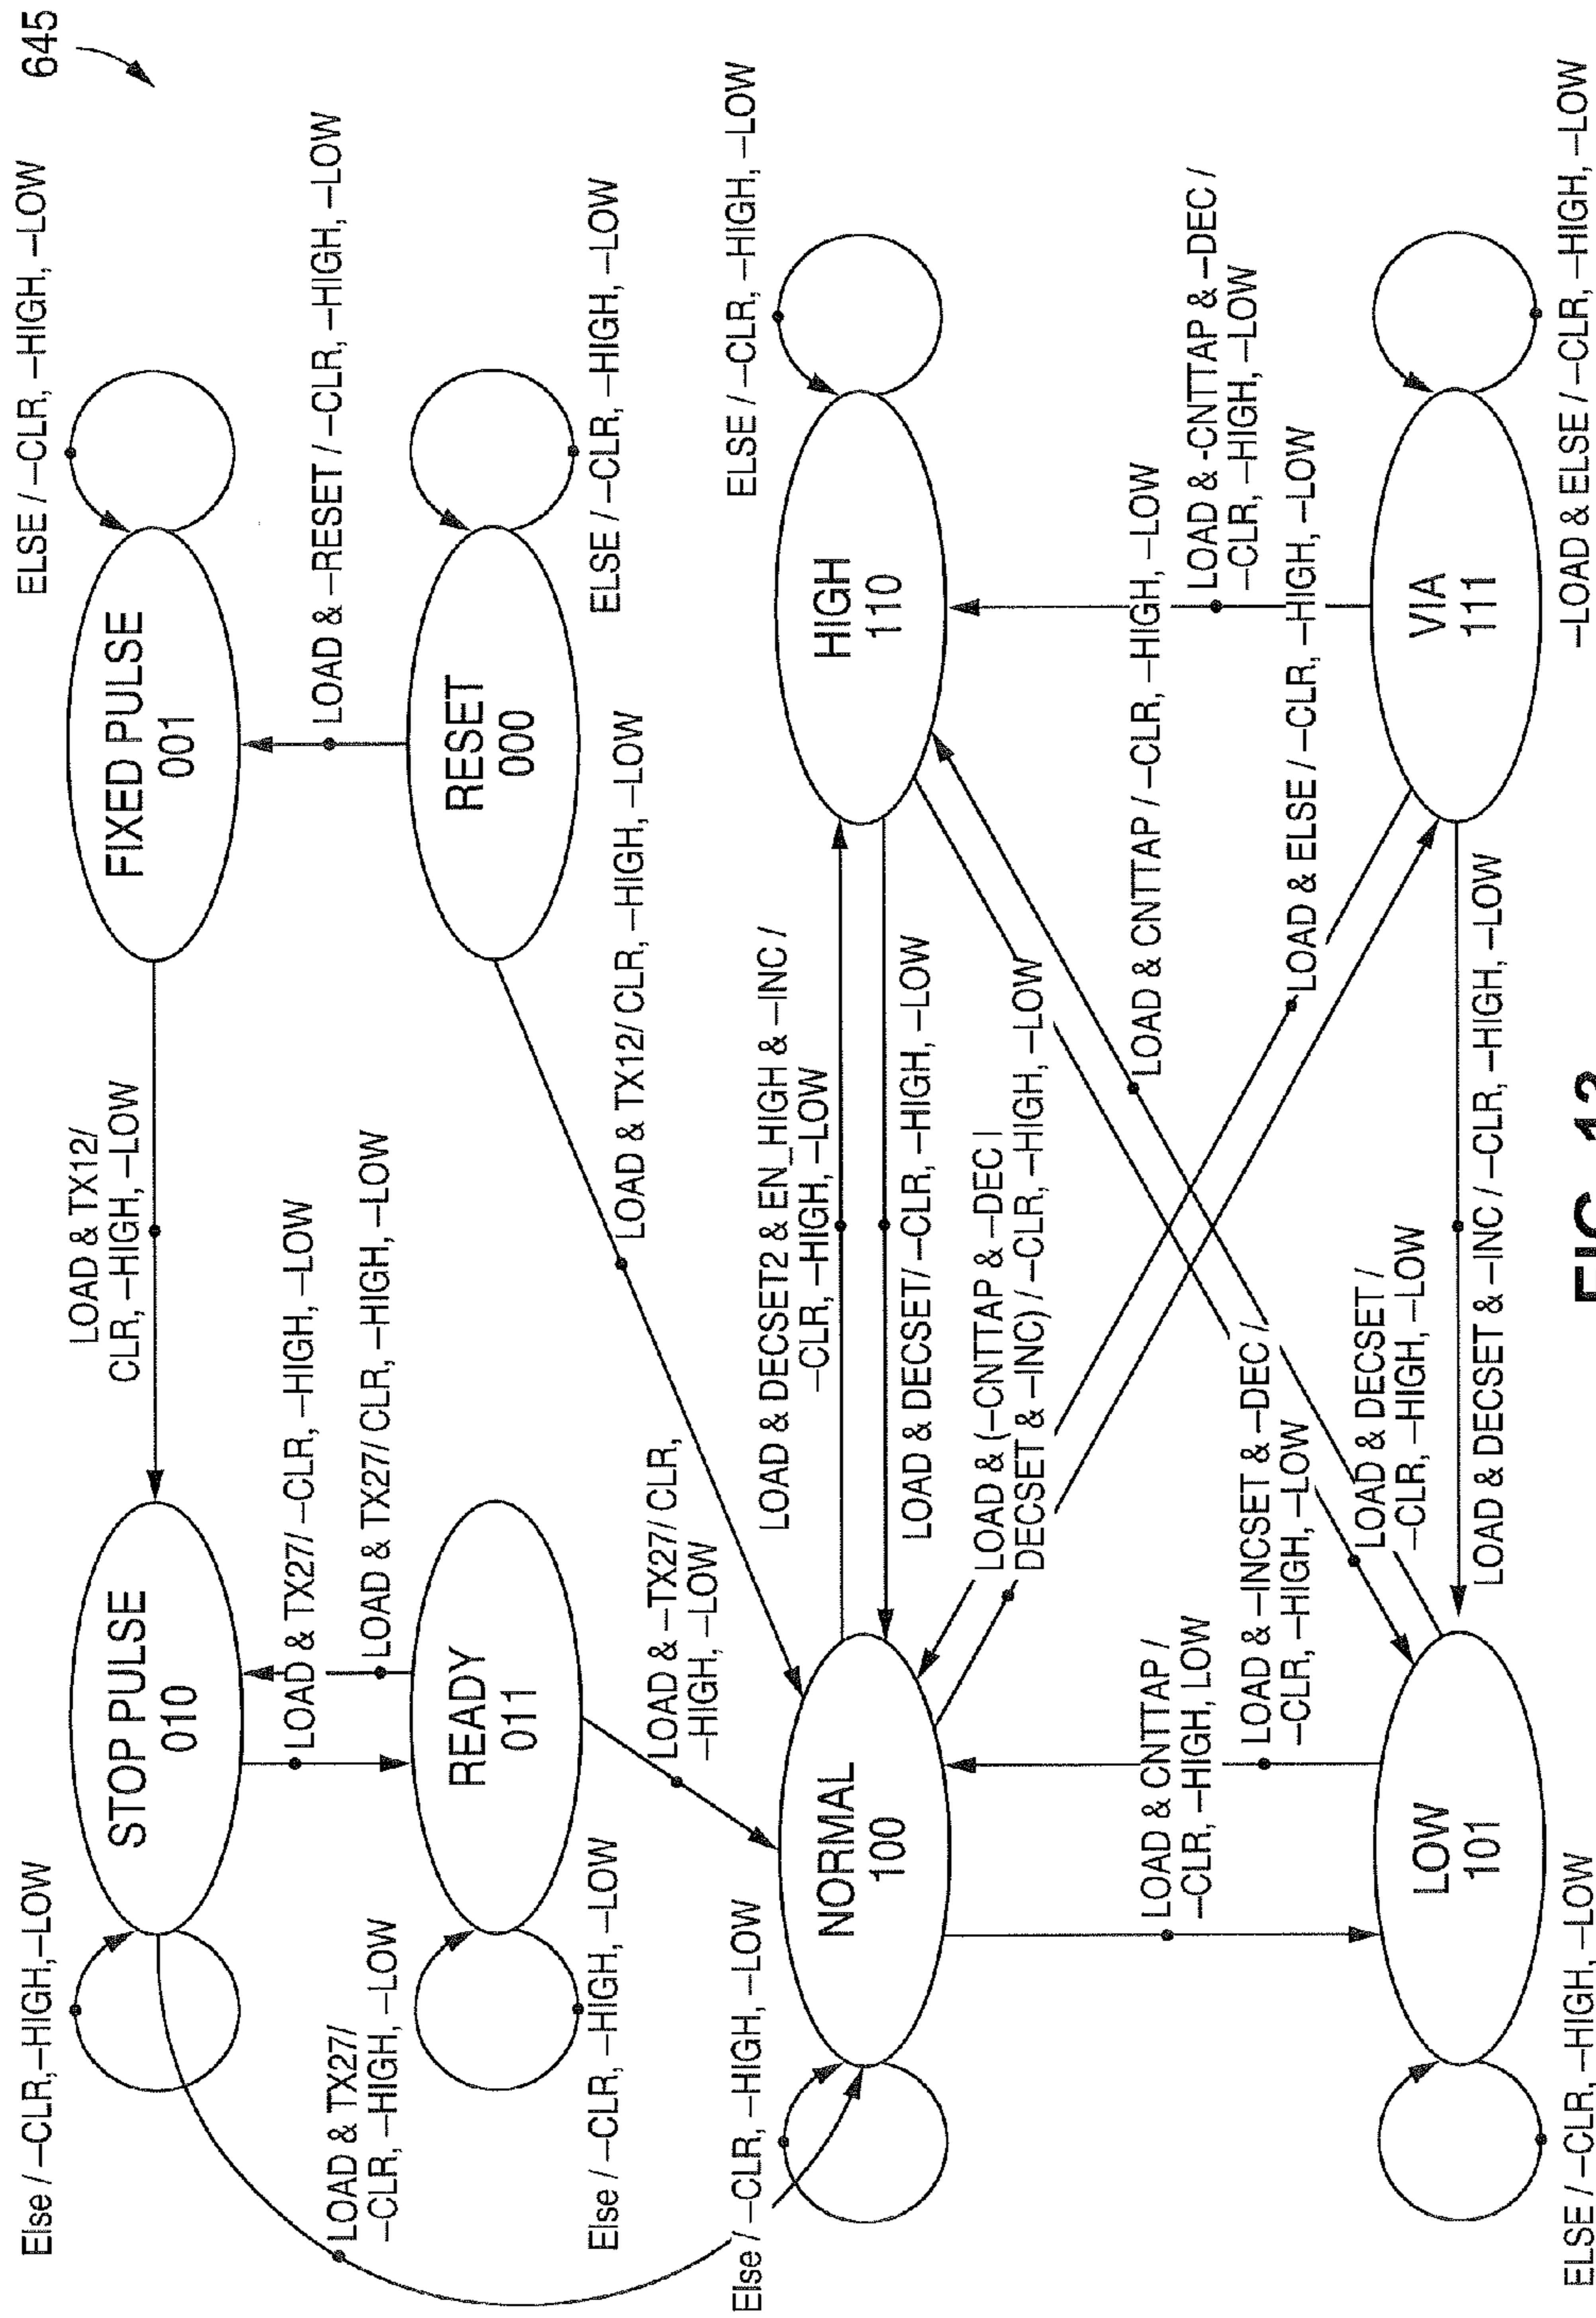 645
Else / –CLR,–HIGH,–LOW
STOP PULSE
010
LOAD & TX12/
CLR, –HIGH, –LOW
FIXED PULSE
001
ELSE / –CLR, –HIGH, –LOW
LOAD & TX27/
–CLR, –HIGH, –LOW
LOAD & TX27/ –CLR, –HIGH, –LOW
LOAD & TX27/ CLR, –HIGH, –LOW
LOAD & –RESET / –CLR, –HIGH, –LOW
READY
011
RESET
000
Else / –CLR, –HIGH, –LOW
ELSE / –CLR, –HIGH, –LOW
LOAD & –TX27/ CLR,
–HIGH, –LOW
LOAD & TX12/ CLR, –HIGH, –LOW
Else / –CLR, –HIGH, –LOW
NORMAL
100
LOAD & DECSET2 & EN_HIGH & –INC /
–CLR, –HIGH, –LOW
LOAD & DECSET/ –CLR, –HIGH, –LOW
HIGH
110
ELSE / –CLR, –HIGH, –LOW
LOAD & (–CNTTAP & –DEC |
DECSET & –INC) / –CLR, –HIGH, –LOW
LOAD & CNTTAP /
–CLR, –HIGH, LOW
LOAD & –INCSET & –DEC /
–CLR, –HIGH, –LOW
LOAD & CNTTAP / –CLR, –HIGH, –LOW
LOAD & -CNTTAP & –DEC /
–CLR, –HIGH, –LOW
LOAD & ELSE / –CLR, –HIGH, –LOW
LOAD & DECSET /
–CLR, –HIGH, –LOW
LOW
101
LOAD & DECSET & –INC / –CLR, –HIGH, –LOW
VIA
111
ELSE / –CLR, –HIGH, –LOW
–LOAD & ELSE / –CLR, –HIGH, –LOW
FIG. 13